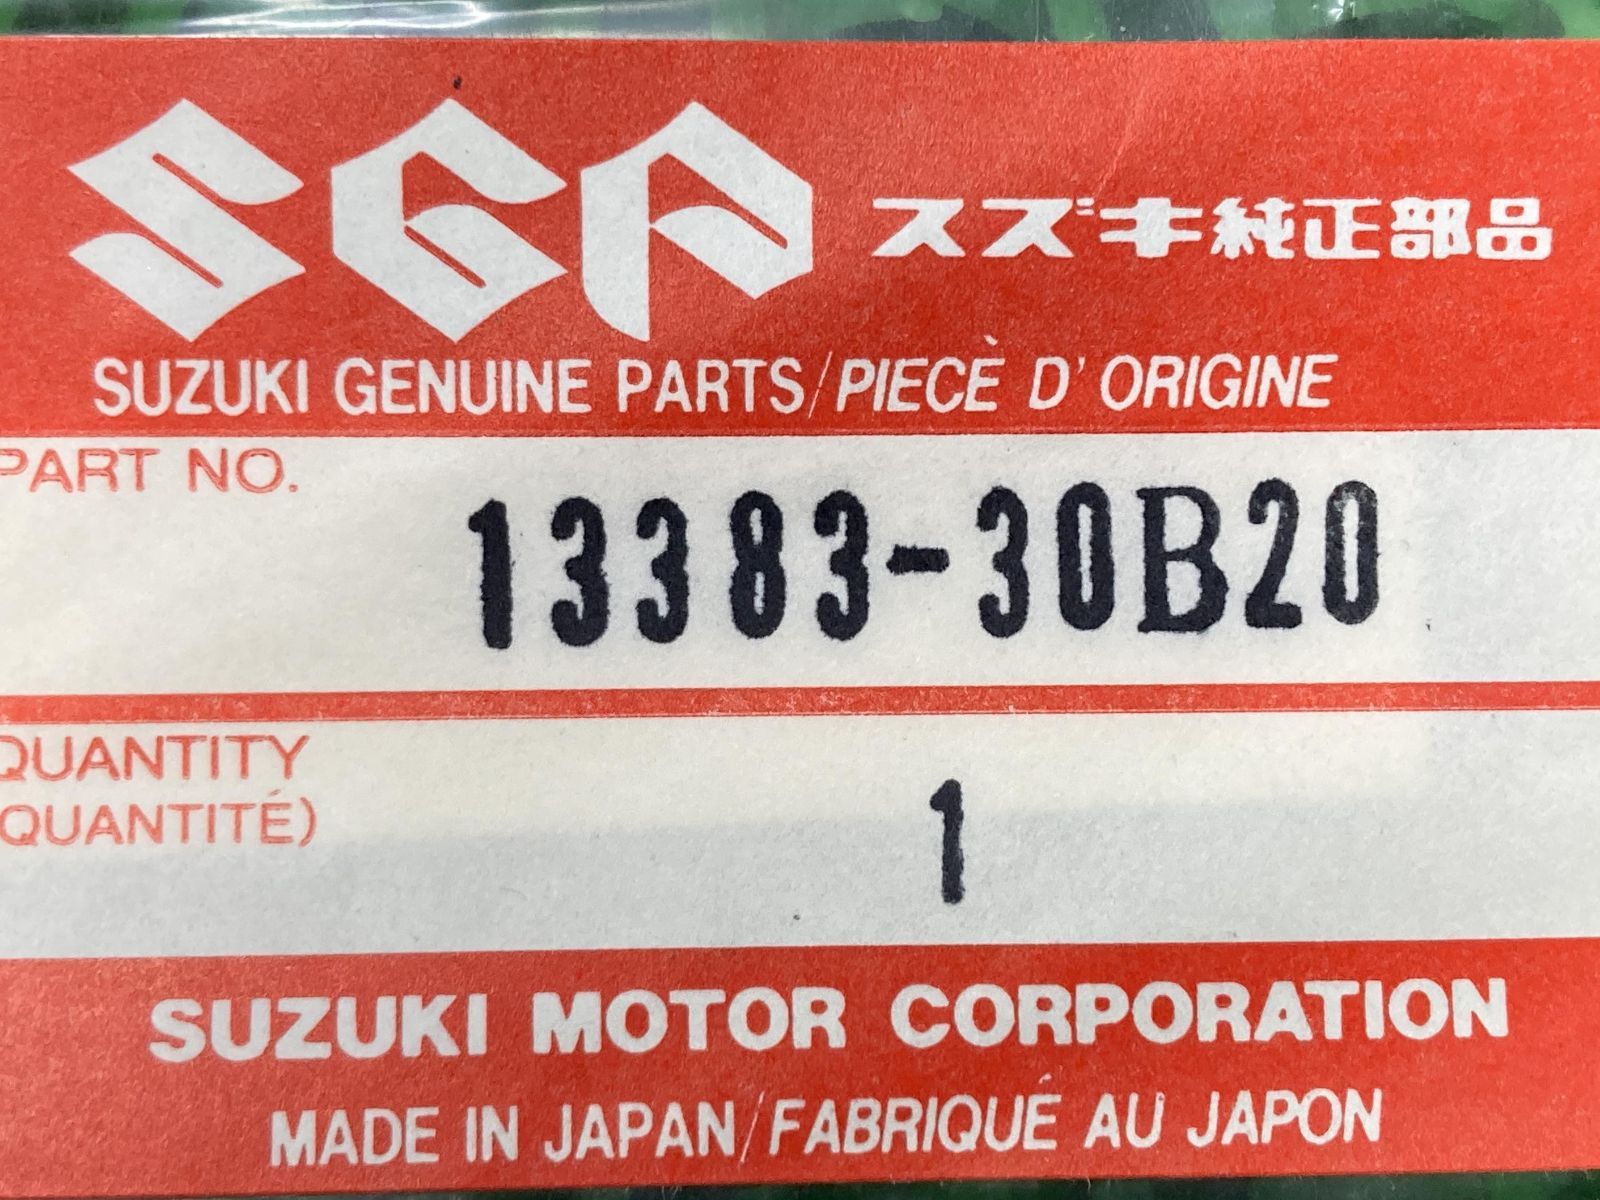 SGP スズキ純正部品
SUZUKI GENUINE PARTS/PIECÈ D'ORIGINE
PART NO.
13383-30B20
QUANTITY
(QUANTITÉ)
1
SUZUKI MOTOR CORPORATION
MADE IN JAPAN/FABRIQUÉ AU JAPON